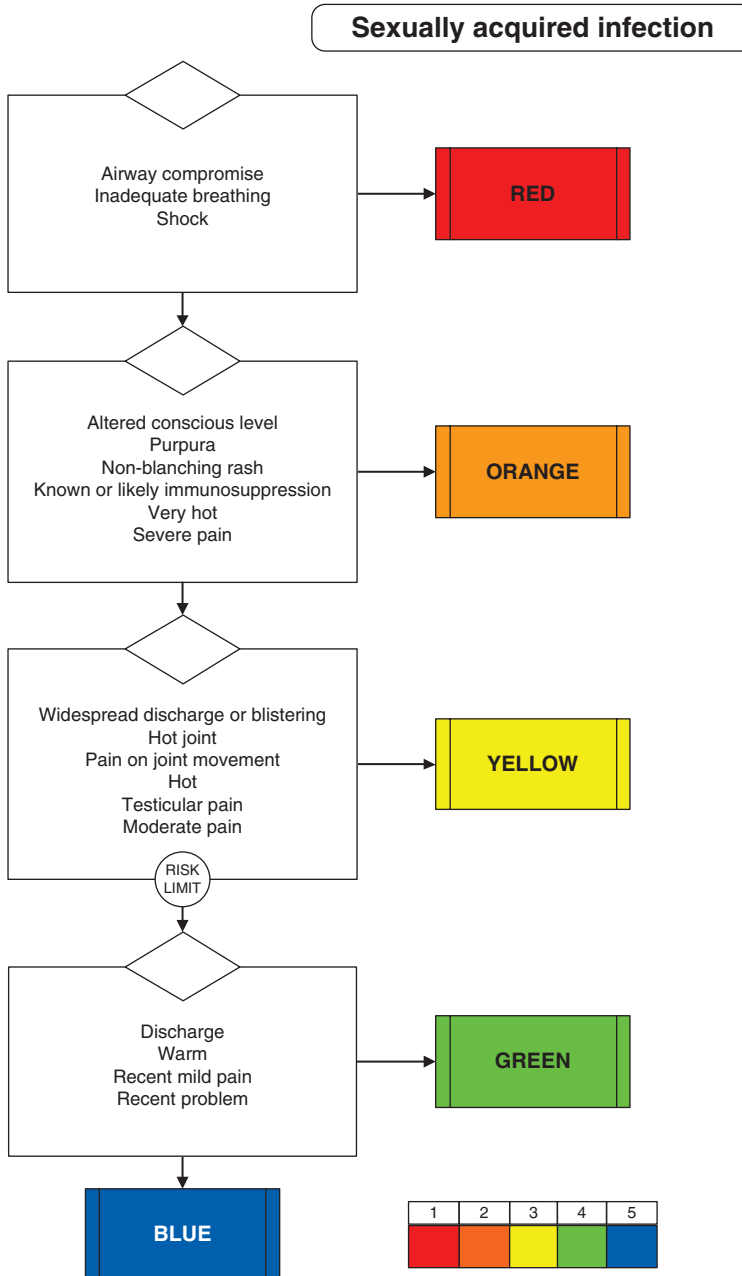 Sexually acquired infection
Airway compromise
Inadequate breathing
Shock
RED
Altered conscious level
Purpura
Non-blanching rash
Known or likely immunosuppression
Very hot
Severe pain
ORANGE
Widespread discharge or blistering
Hot joint
Pain on joint movement
Hot
Testicular pain
Moderate pain
YELLOW
RISK
LIMIT
Discharge
Warm
Recent mild pain
Recent problem
GREEN
BLUE
1 2 3 4 5